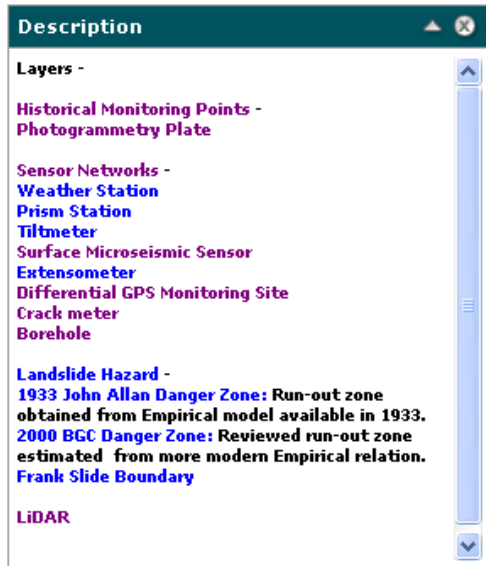 Description
Layers -
Historical Monitoring Points -
Photogrammetry Plate
Sensor Networks -
Weather Station
Prism Station
Tiltmeter
Surface Microseismic Sensor
Extensometer
Differential GPS Monitoring Site
Crack meter
Borehole
Landslide Hazard -
1933 John Allan Danger Zone: Run-out zone
obtained from Empirical model available in 1933.
2000 BGC Danger Zone: Reviewed run-out zone
estimated  from more modern Empirical relation.
Frank Slide Boundary
LiDAR